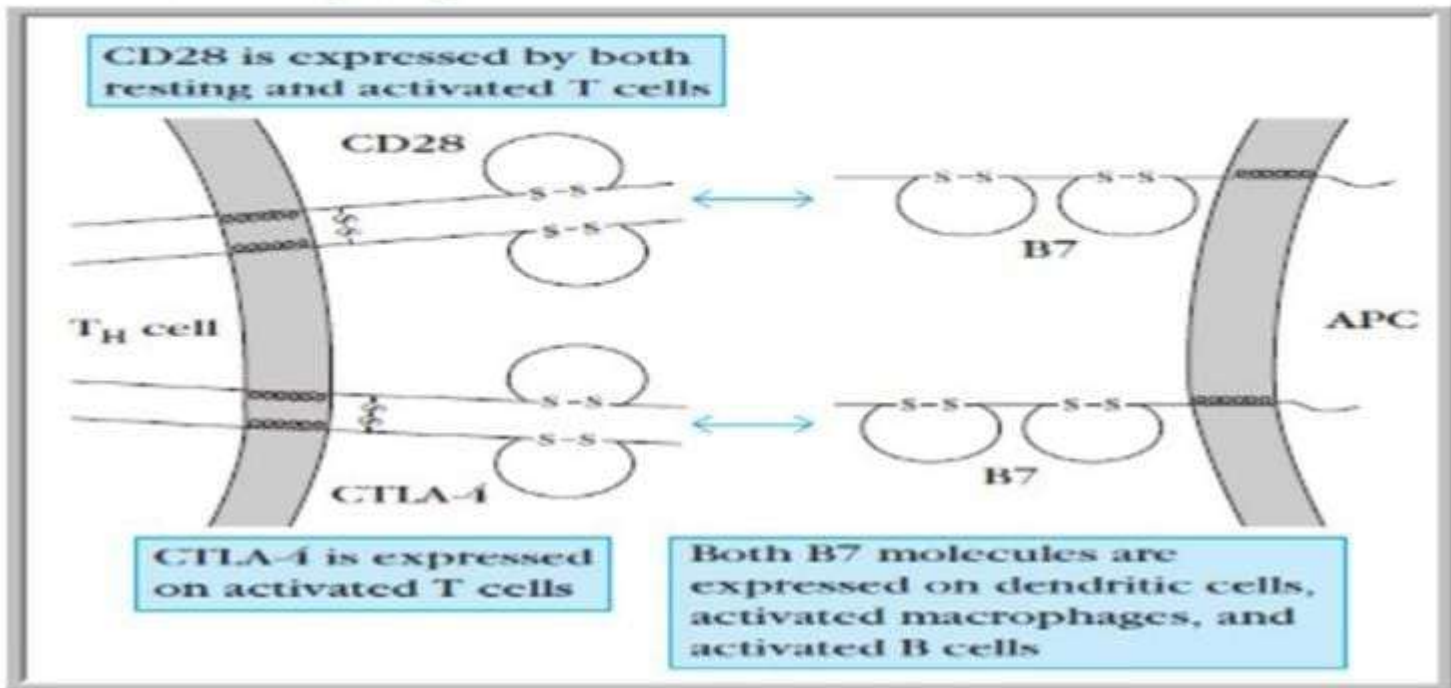 CD28 is expressed by both
resting and activated T cells
CD28
S-S
S-S
S
S
B7
S-S
S-S
TH cell
APC
S-S
S-S
S
S
B7
S-S
S-S
CTLA-4
CTLA-4 is expressed
on activated T cells
Both B7 molecules are
expressed on dendritic cells,
activated macrophages, and
activated B cells